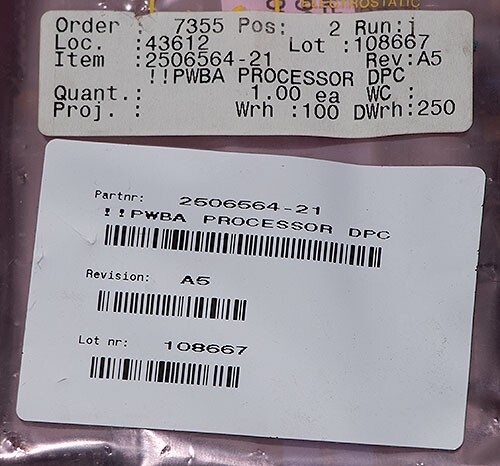 ELECTROSTATIC
Order : 7355 Pos: 2 Run:j
Loc. :43612 Lot :108667
Item :2506564-21 Rev:A5
!!PWBA PROCESSOR DPC
Quant.: 1.00 ea WC :
Proj. : Wrh :100 DWrh:250
Partnr: 2506564-21
!!PWBA PROCESSOR DPC
Revision: A5
Lot nr: 108667